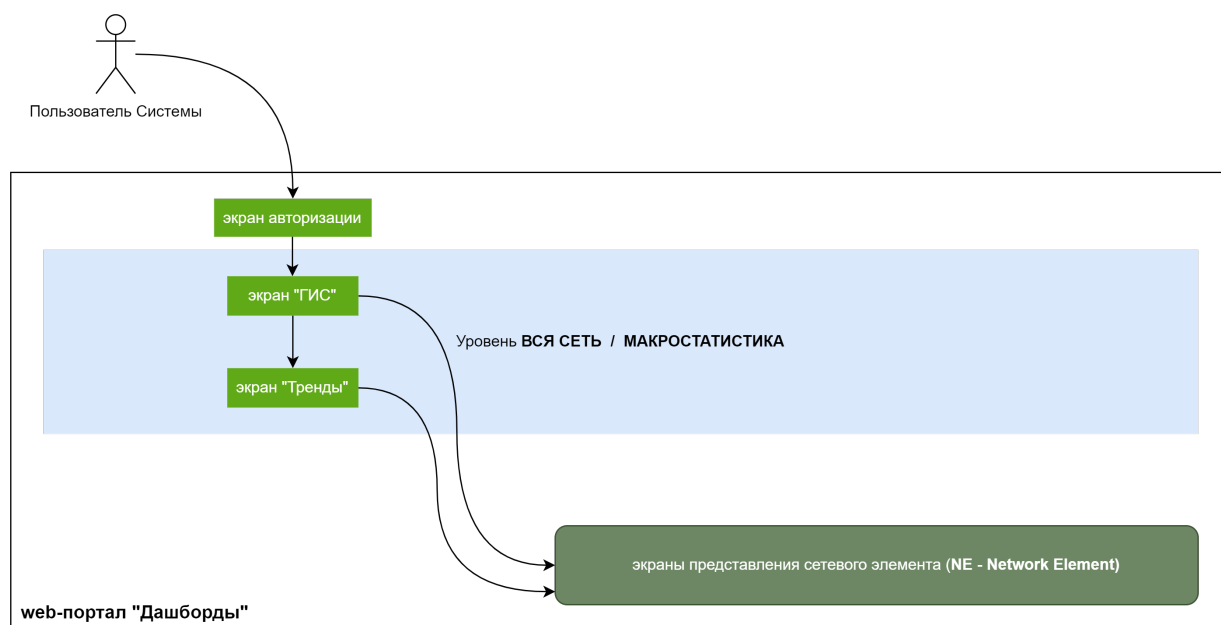 Пользователь Системы
экран авторизации
экран "ГИС"
Уровень ВСЯ СЕТЬ / МАКРОСТАТИСТИКА
экран "Тренды"
экраны представления сетевого элемента (NE - Network Element)
web-портал "Дашборды"